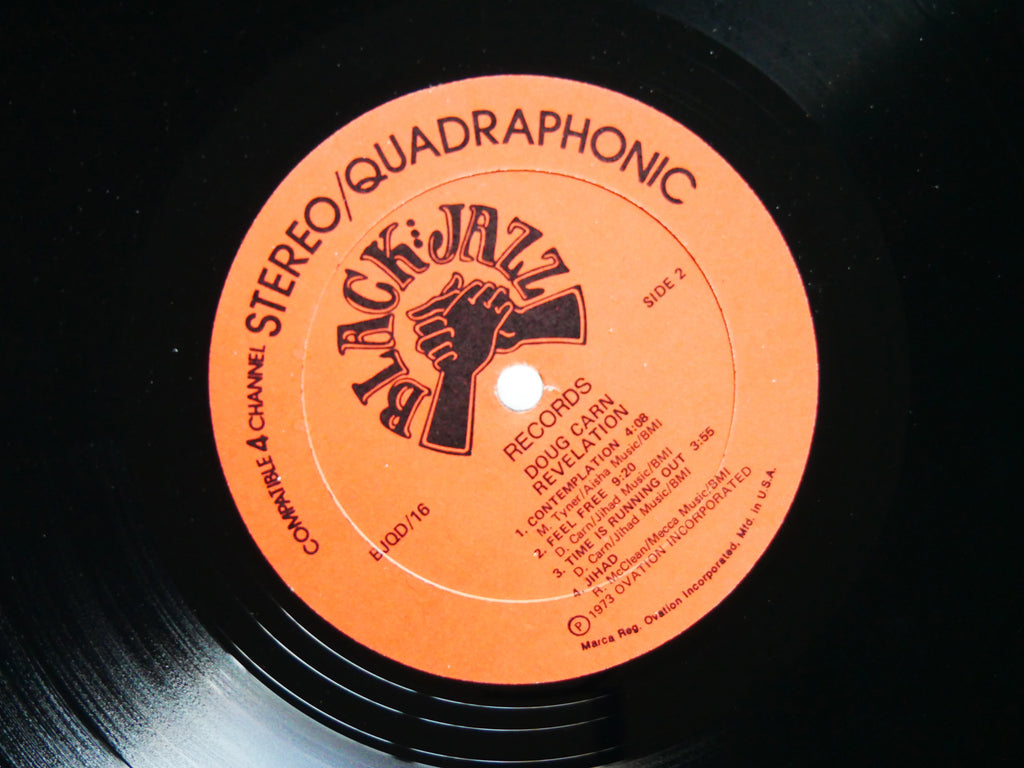 COMPATIBLE 4 CHANNEL STEREO/QUADRAPHONIC
BLACK JAZZ
SIDE 2
RECORDS
DOUG CARN
REVELATION
1. CONTEMPLATION 4:08
M. Tyner/Aisha Music/BMI
2. FEEL FREE 9:20
D. Carn/Jihad Music/BMI
3. TIME IS RUNNING OUT 3:55
D. Carn/Jihad Music/BMI
4. JIHAD
R. McClean/Mecca Music/BMI
Ⓟ 1973 OVATION INCORPORATED
BJQD/16
Marca Reg. Ovation Incorporated. Mfd. in U.S.A.